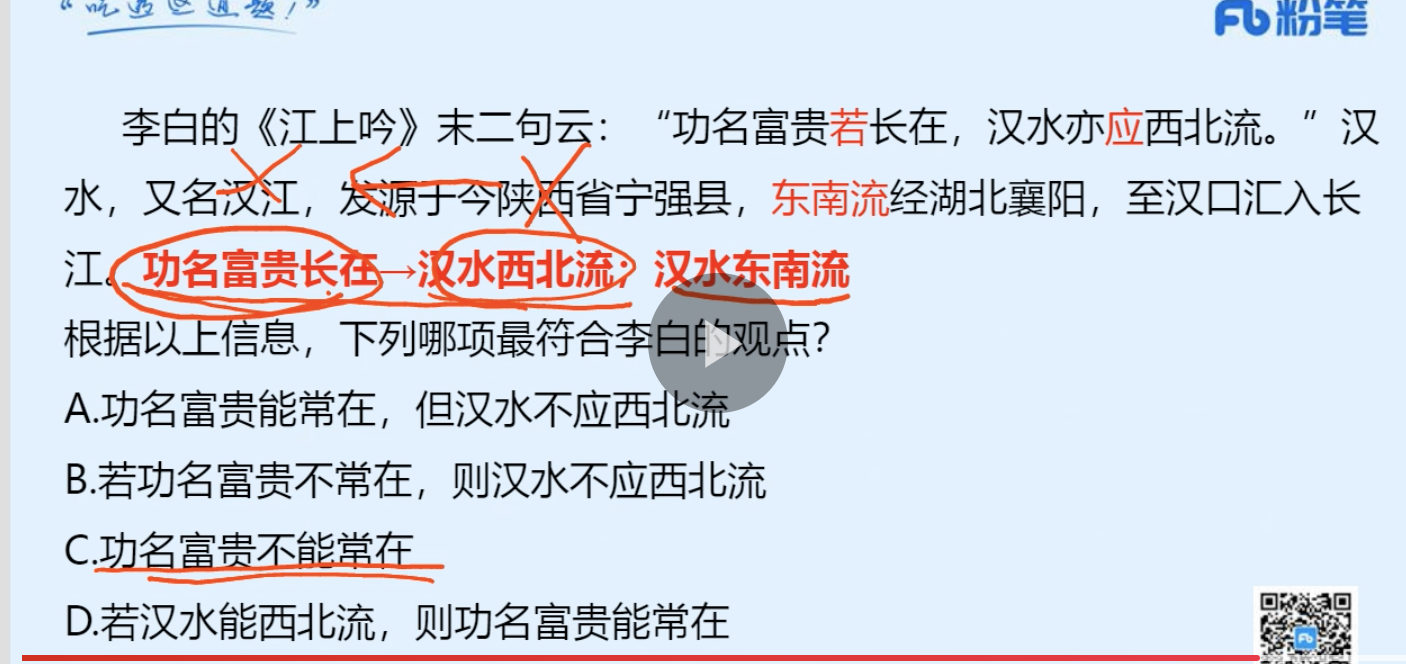 “吃透这道题！”
粉笔
李白的《江上吟》末二句云：“功名富贵若长在，汉水亦应西北流。”汉
水，又名汉江，发源于今陕西省宁强县，东南流经湖北襄阳，至汉口汇入长
江。功名富贵长在→汉水西北流；汉水东南流
根据以上信息，下列哪项最符合李白的观点？
A.功名富贵能常在，但汉水不应西北流
B.若功名富贵不常在，则汉水不应西北流
C.功名富贵不能常在
D.若汉水能西北流，则功名富贵能常在